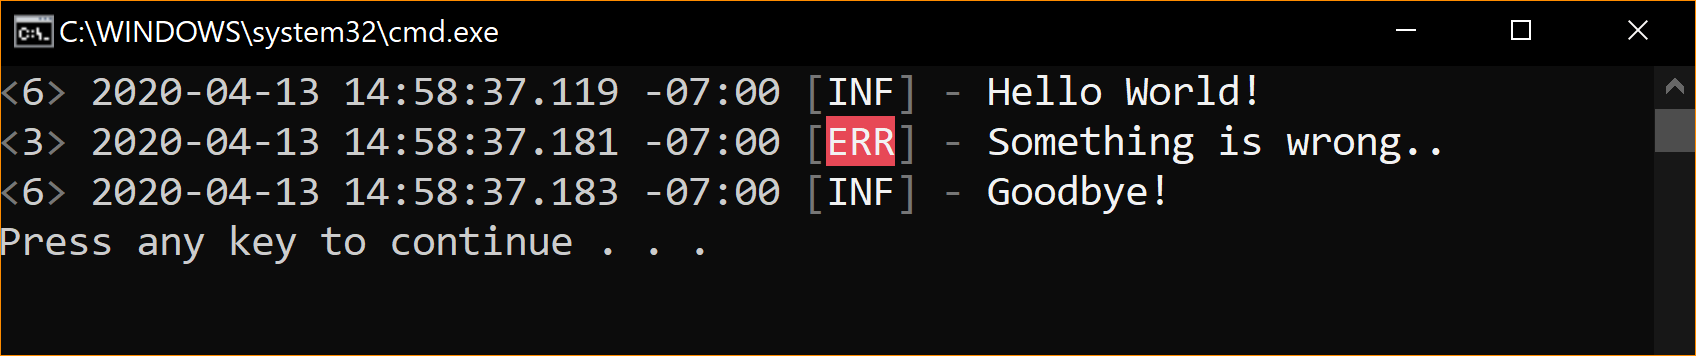 C:\WINDOWS\system32\cmd.exe
<6> 2020-04-13 14:58:37.119 -07:00 [INF] - Hello World!
<3> 2020-04-13 14:58:37.181 -07:00 [ERR] - Something is wrong..
<6> 2020-04-13 14:58:37.183 -07:00 [INF] - Goodbye!
Press any key to continue . . .